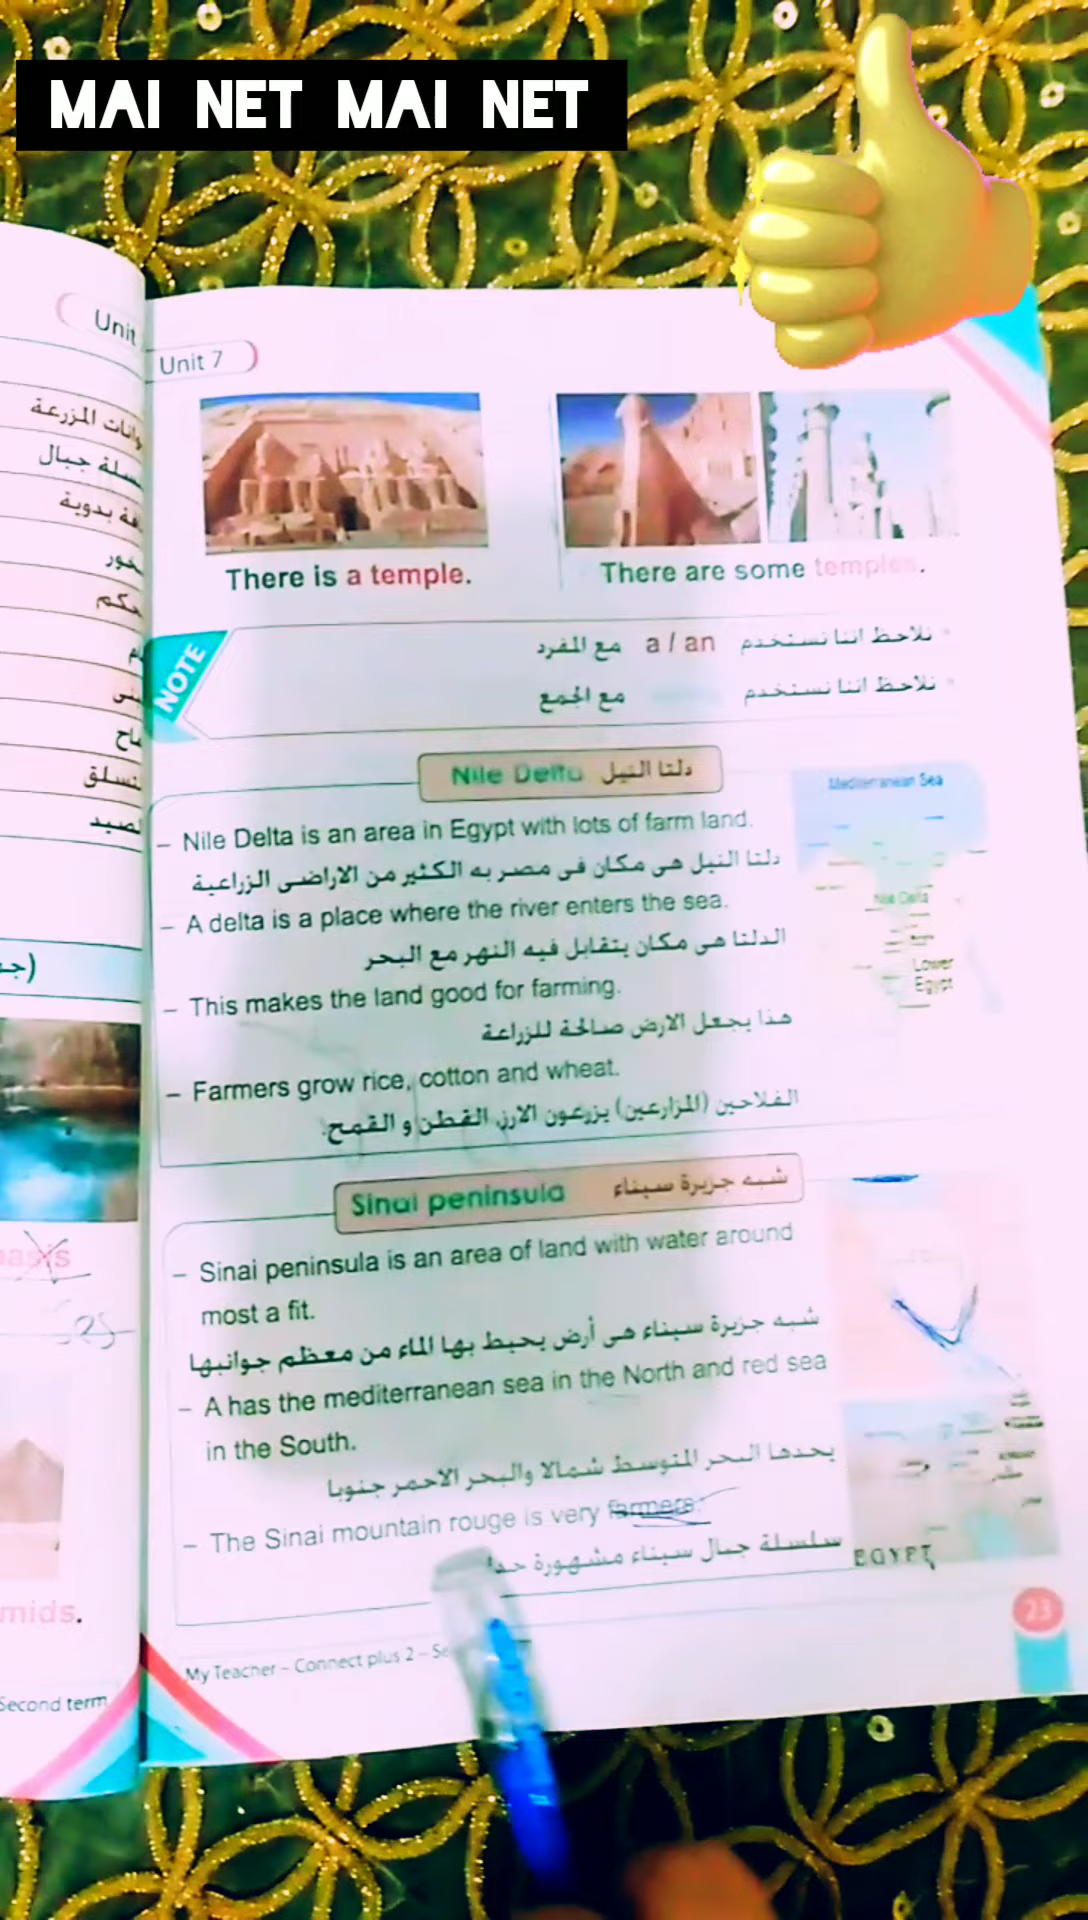 MAI NET MAI NET
Unit
Unit 7
سلسلة جبال
There is a temple.
There are some temples.
NOTE
نلاحظ اننا نستخدم a / an مع المفرد
نلاحظ اننا نستخدم مع الجمع
Nile Delta دلتا النيل
Mediterranean Sea
Nile Delta
Lower
Egypt
- Nile Delta is an area in Egypt with lots of farm land.
دلتا النيل هى مكان فى مصر به الكثير من الاراضى الزراعية
- A delta is a place where the river enters the sea.
الدلتا هى مكان يتقابل فيه النهر مع البحر
- This makes the land good for farming.
هذا يجعل الارض صالحة للزراعة
- Farmers grow rice, cotton and wheat.
الفلاحين (المزارعين) يزرعون الارز, القطن و القمح.
Sinai peninsula شبه جزيرة سيناء
- Sinai peninsula is an area of land with water around
most a fit.
شبه جزيرة سيناء هى أرض يحيط بها الماء من معظم جوانبها
- A has the mediterranean sea in the North and red sea
in the South.
يحدها البحر المتوسط شمالا والبحر الاحمر جنوبا
- The Sinai mountain rouge is very farmers.
سلسلة جبال سيناء مشهورة جدا
EGYPT
23
My Teacher – Connect plus 2 – Se
Second term